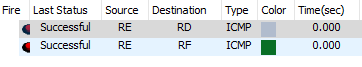 Fire Last Status Source Destination Type Color Time(sec)
Successful RE RD ICMP 0.000
Successful RE RF ICMP 0.000